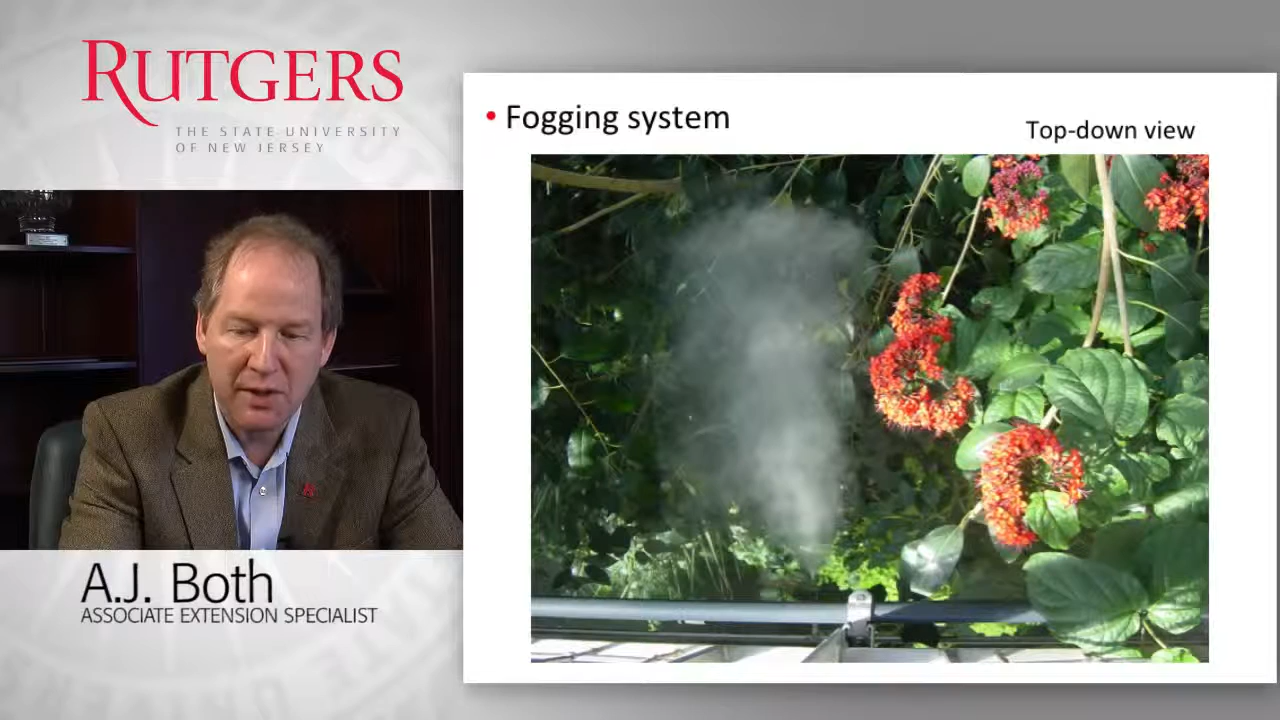 RUTGERS
THE STATE UNIVERSITY
OF NEW JERSEY
• Fogging system
Top-down view
A.J. Both
ASSOCIATE EXTENSION SPECIALIST